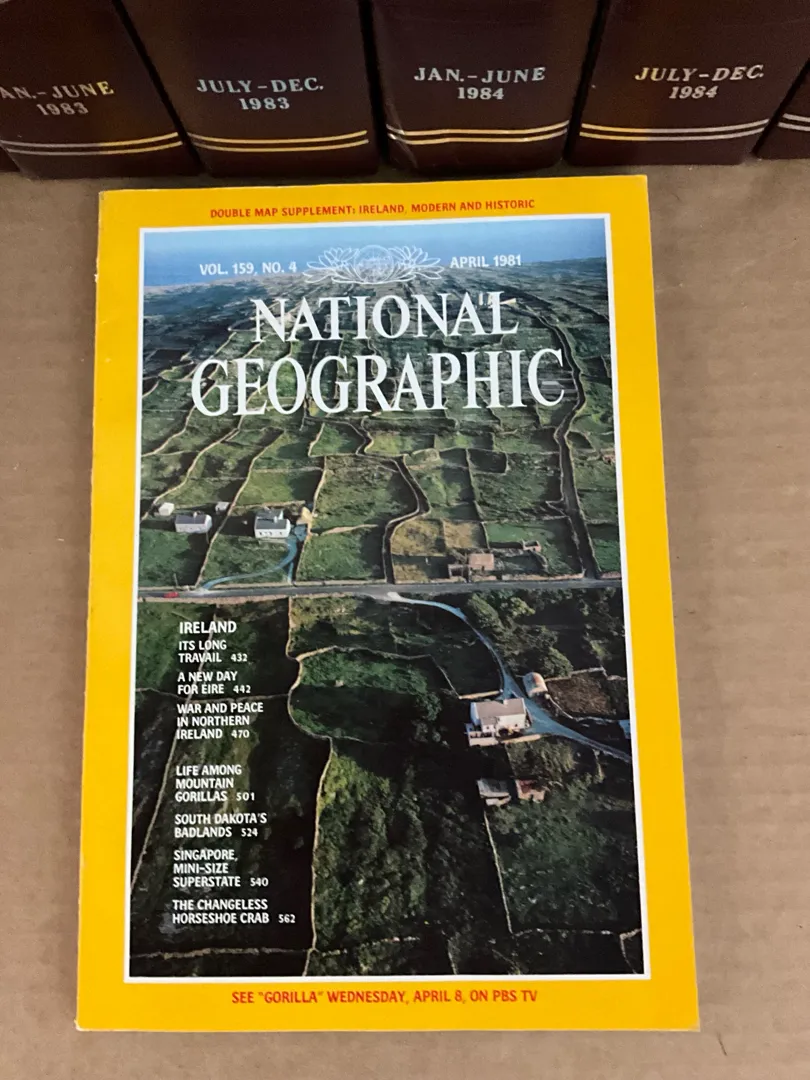 JAN.-JUNE
1983
JULY-DEC.
1983
JAN.-JUNE
1984
JULY-DEC.
1984
DOUBLE MAP SUPPLEMENT: IRELAND, MODERN AND HISTORIC
VOL. 159, NO. 4
APRIL 1981
NATIONAL
GEOGRAPHIC
IRELAND
ITS LONG
TRAVAIL 432
A NEW DAY
FOR EIRE 442
WAR AND PEACE
IN NORTHERN
IRELAND 470
LIFE AMONG
MOUNTAIN
GORILLAS 501
SOUTH DAKOTA'S
BADLANDS 524
SINGAPORE,
MINI-SIZE
SUPERSTATE 540
THE CHANGELESS
HORSESHOE CRAB 562
SEE "GORILLA" WEDNESDAY, APRIL 8, ON PBS TV